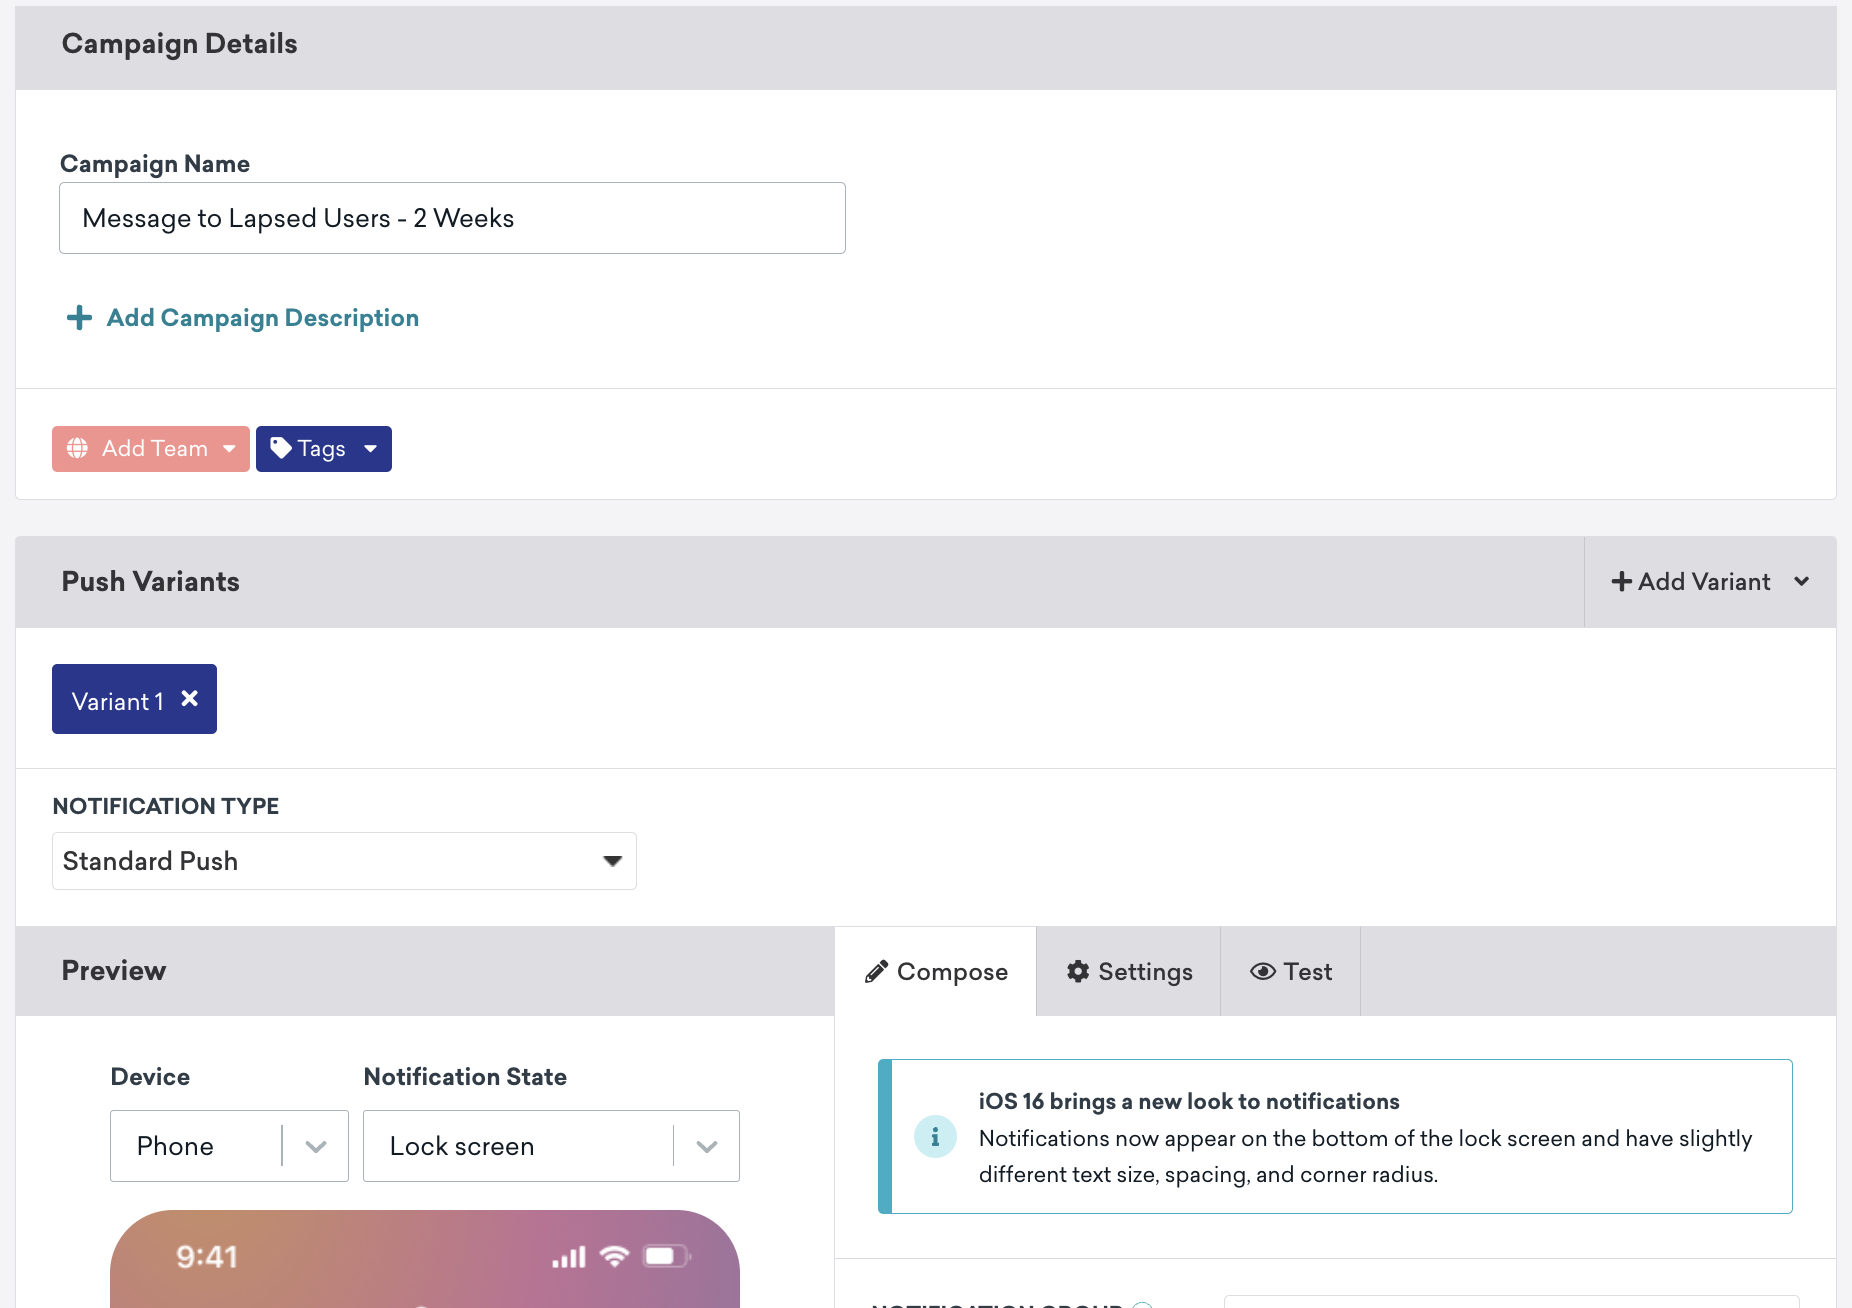 Campaign Details
Campaign Name
Message to Lapsed Users - 2 Weeks
Add Campaign Description
Add Team
Tags
Push Variants
Add Variant
Variant 1
NOTIFICATION TYPE
Standard Push
Preview
Compose
Settings
Test
Device
Notification State
Phone
Lock screen
iOS 16 brings a new look to notifications
Notifications now appear on the bottom of the lock screen and have slightly
different text size, spacing, and corner radius.
9:41
NOTIFICATION GROUP